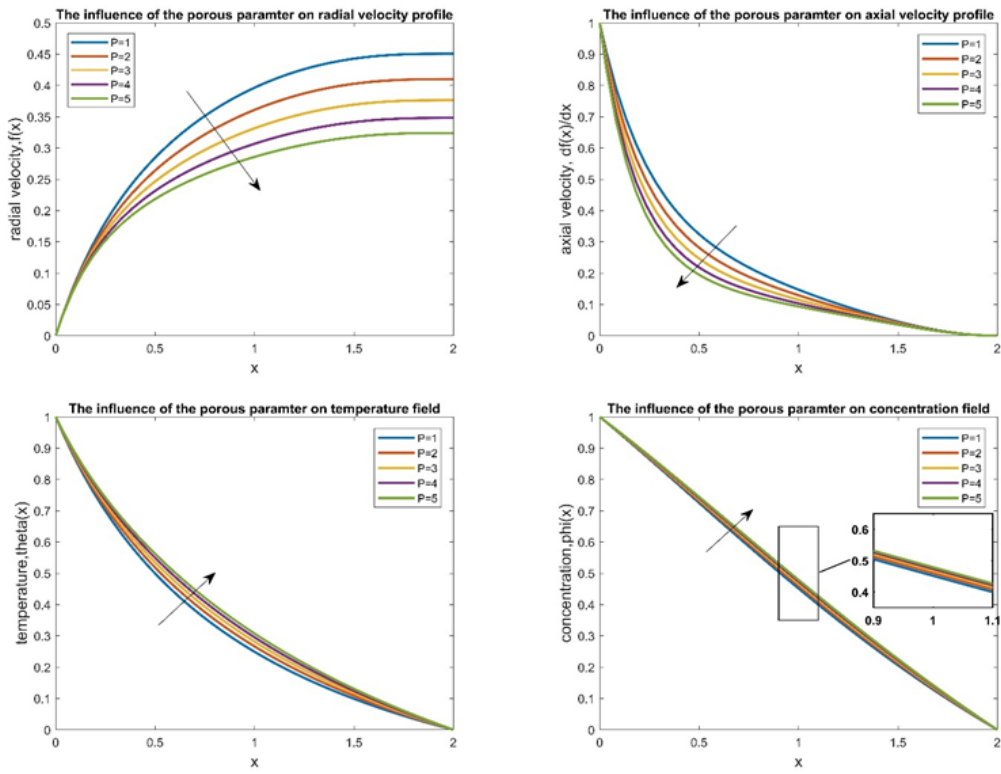 The influence of the porous paramter on radial velocity profile
0.5
0.45
0.4
0.35
0.3
0.25
0.2
0.15
0.1
0.05
0
radial velocity,f(x)
P=1
P=2
P=3
P=4
P=5
0 0.5 1 1.5 2
x
The influence of the porous paramter on axial velocity profile
1
0.9
0.8
0.7
0.6
0.5
0.4
0.3
0.2
0.1
0
axial velocity, df(x)/dx
P=1
P=2
P=3
P=4
P=5
0 0.5 1 1.5 2
x
The influence of the porous paramter on temperature field
1
0.9
0.8
0.7
0.6
0.5
0.4
0.3
0.2
0.1
0
temperature,theta(x)
P=1
P=2
P=3
P=4
P=5
0 0.5 1 1.5 2
x
The influence of the porous paramter on concentration field
1
0.9
0.8
0.7
0.6
0.5
0.4
0.3
0.2
0.1
0
concentration,phi(x)
P=1
P=2
P=3
P=4
P=5
0.6
0.5
0.4
0.9 1 1.1
0 0.5 1 1.5 2
x